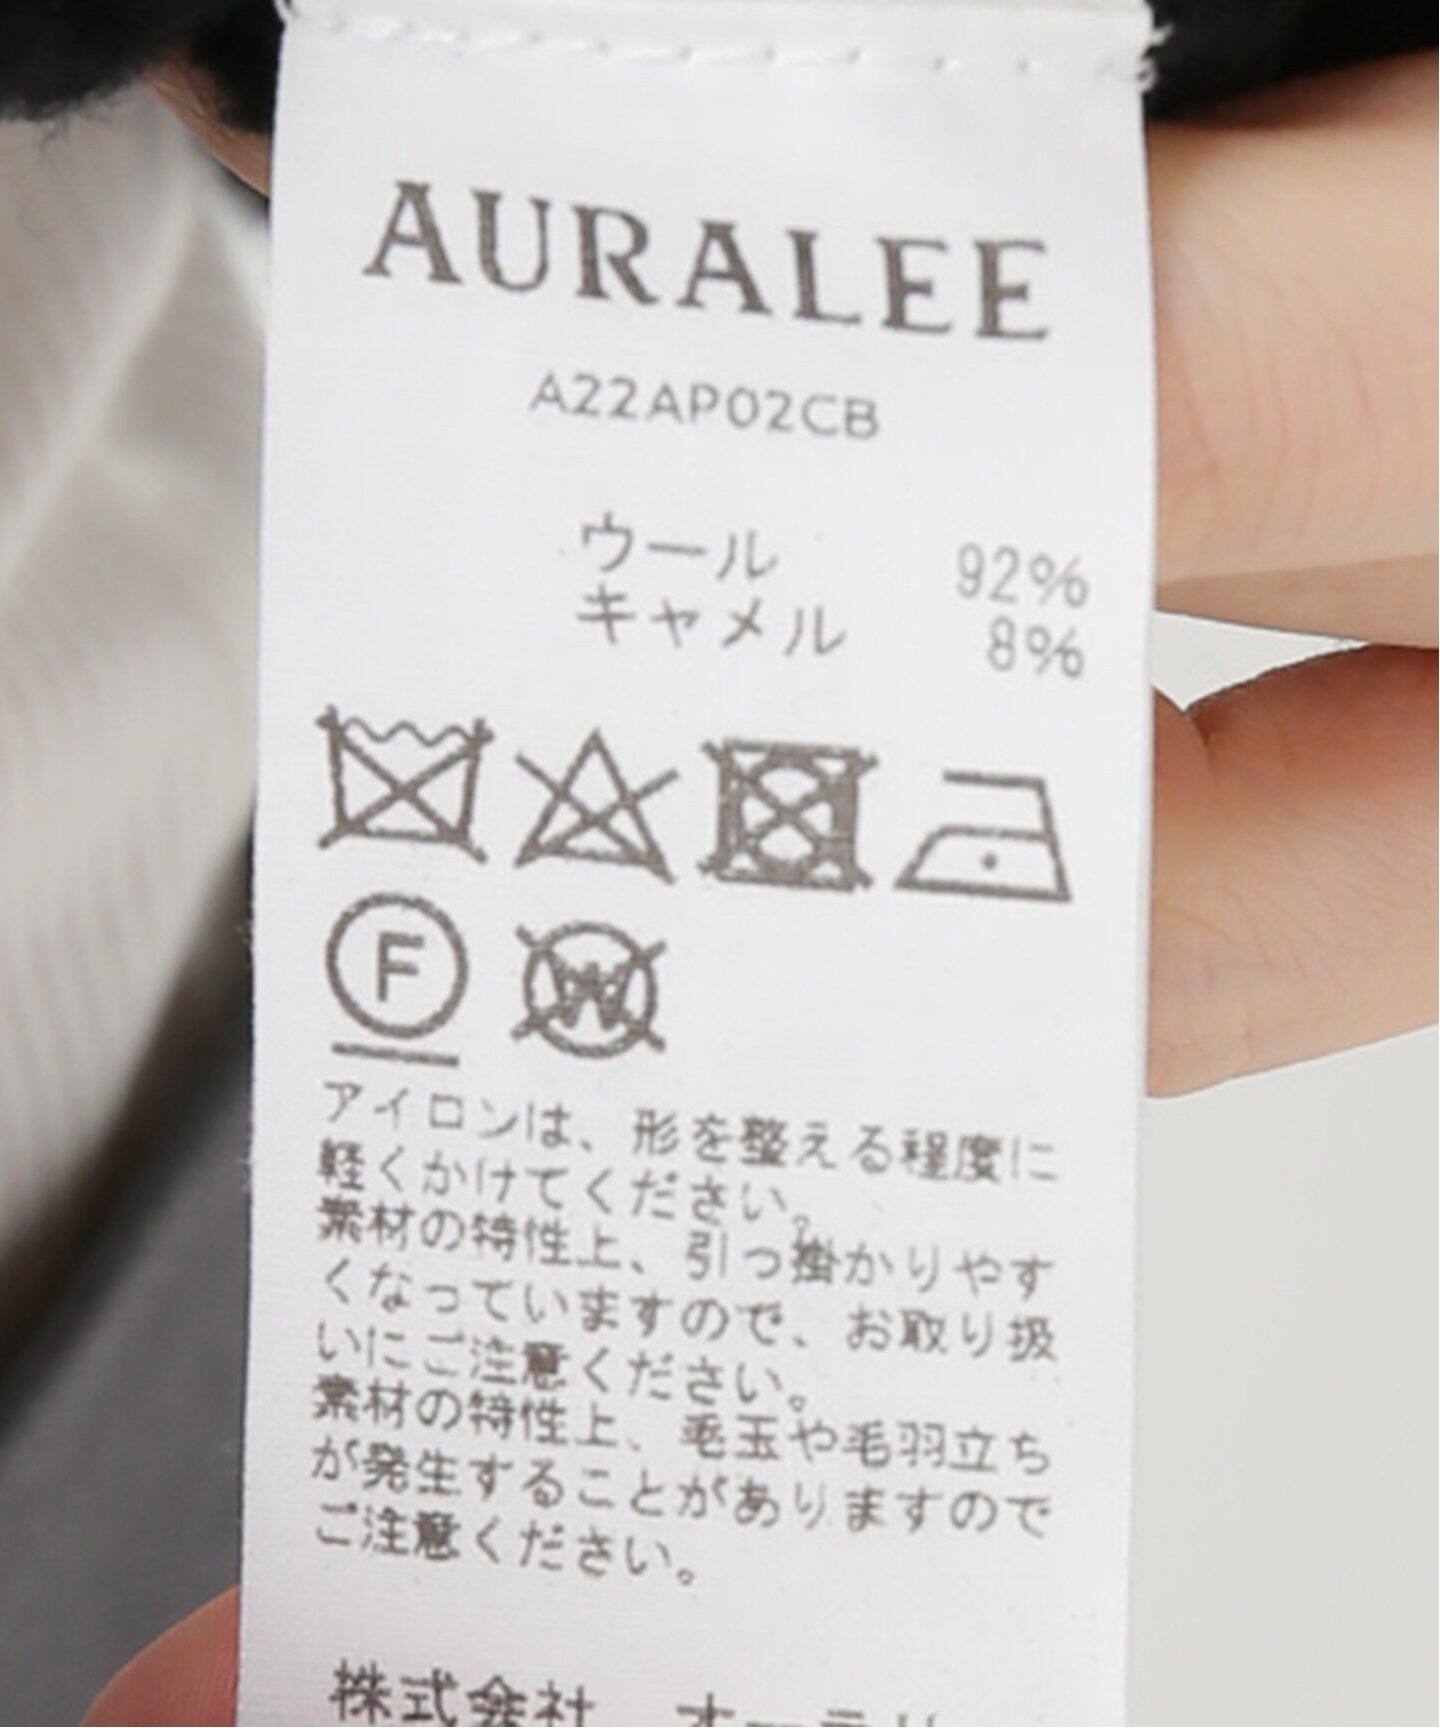 AURALEE
A22AP02CB
ウール 92%
キャメル 8%
F W
アイロンは、形を整える程度に
軽くかけてください。
素材の特性上、引っ掛かりやす
くなっていますので、お取り扱
いにご注意ください。
素材の特性上、毛玉や毛羽立ち
が発生することがありますので
ご注意ください。
株式会社 オーラリ